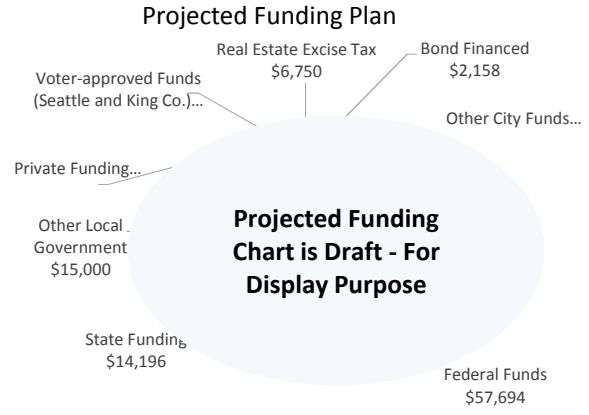 Projected Funding Plan
Real Estate Excise Tax
$6,750
Bond Financed
$2,158
Voter-approved Funds
(Seattle and King Co.)...
Other City Funds...
Private Funding...
Other Local
Government
$15,000
Projected Funding
Chart is Draft - For
Display Purpose
State Funding
$14,196
Federal Funds
$57,694